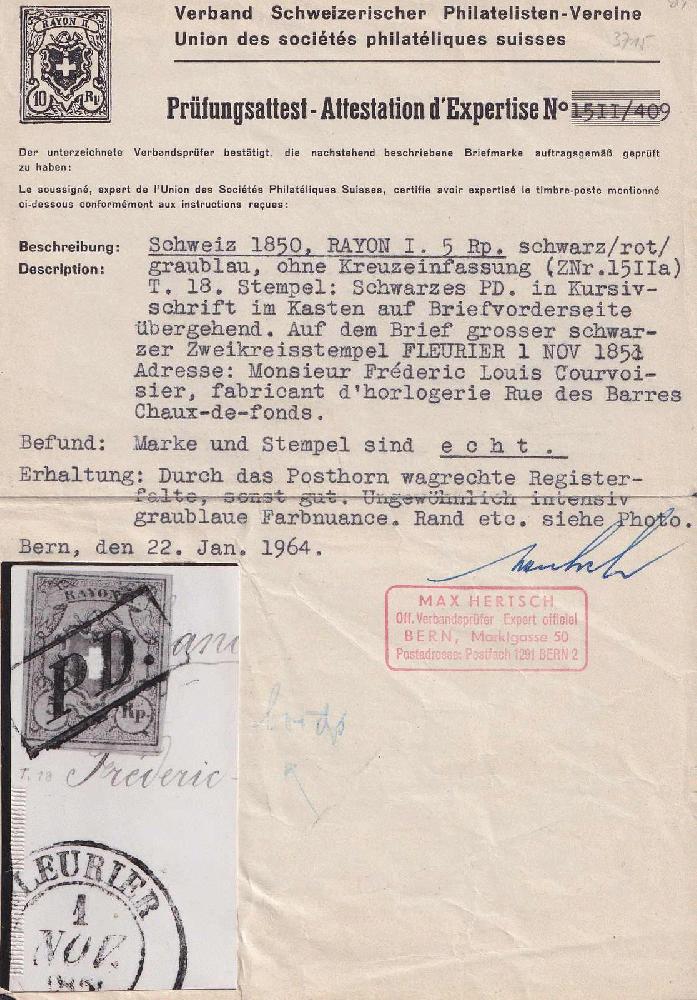 RAYON I
10 Rp
Verband Schweizerischer Philatelisten-Vereine
Union des sociétés philatéliques suisses
3715
Prüfungsattest - Attestation d'Expertise No 15II/409
Der unterzeichnete Verbandsprüfer bestätigt, die nachstehend beschriebene Briefmarke auftragsgemäß geprüft
zu haben:
Le soussigné, expert de l'Union des Sociétés Philatéliques Suisses, certifie avoir expertisé le timbre-poste mentionné
ci-dessous conformément aux instructions reçues:
Beschreibung: Schweiz 1850, RAYON I. 5 Rp. schwarz/rot/
Description: graublau, ohne Kreuzeinfassung (ZNr.15IIa)
T. 18. Stempel: Schwarzes PD. in Kursiv-
schrift im Kasten auf Briefvorderseite
übergehend. Auf dem Brief grosser schwar-
zer Zweikreisstempel FLEURIER 1 NOV 1851
Adresse: Monsieur Fréderic Louis Courvoi-
sier, fabricant d'horlogerie Rue des Barres
Chaux-de-fonds.
Befund: Marke und Stempel sind echt.
Erhaltung: Durch das Posthorn wagrechte Register-
falte, sonst gut. Ungewöhnlich intensiv
graublaue Farbnuance. Rand etc. siehe Photo.
Bern, den 22. Jan. 1964.
MAX HERTSCH
Off. Verbandsprüfer Expert officiel
BERN, Marktgasse 50
Postadresse: Postfach 1291 BERN 2
RAYON I
PD.
5 Rp.
T. 18
Fréderic-
LEURIER
1
NOV.